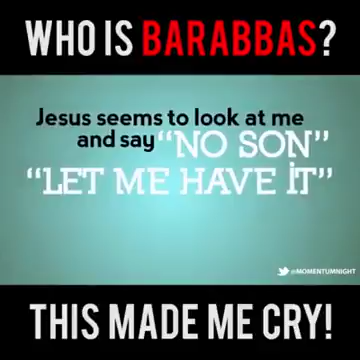 WHO IS BARABBAS?
Jesus seems to look at me
and say "NO SON"
"LET ME HAVE iT"
@MOMENTUMNIGHT
THIS MADE ME CRY!